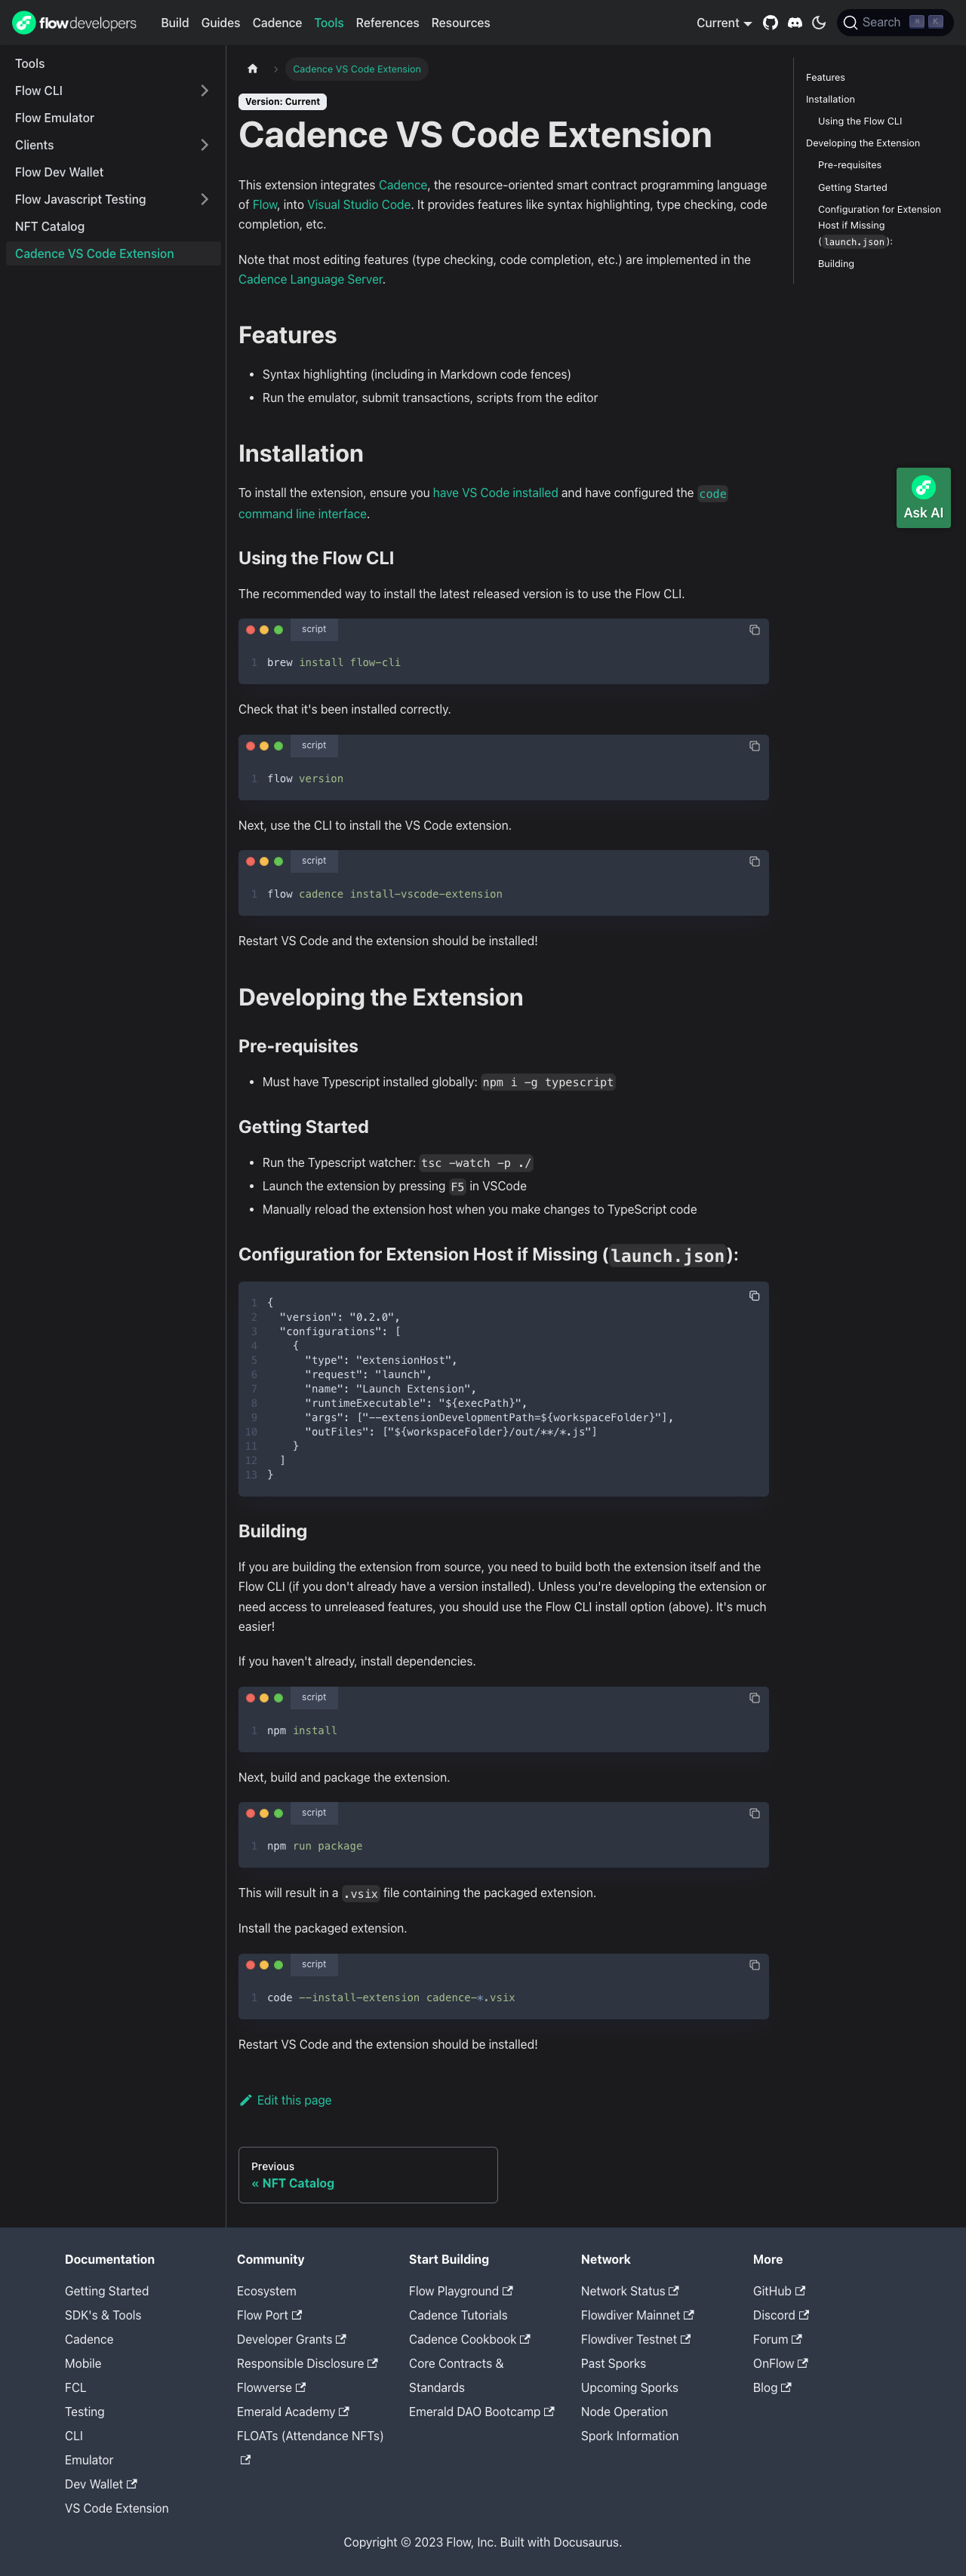 flowdevelopers
Build Guides Cadence Tools References Resources
Current
Search ⌘ K
Tools
Flow CLI
Flow Emulator
Clients
Flow Dev Wallet
Flow Javascript Testing
NFT Catalog
Cadence VS Code Extension
Cadence VS Code Extension
Version: Current
Cadence VS Code Extension
This extension integrates Cadence, the resource-oriented smart contract programming language
of Flow, into Visual Studio Code. It provides features like syntax highlighting, type checking, code
completion, etc.
Note that most editing features (type checking, code completion, etc.) are implemented in the
Cadence Language Server.
Features
• Syntax highlighting (including in Markdown code fences)
• Run the emulator, submit transactions, scripts from the editor
Installation
To install the extension, ensure you have VS Code installed and have configured the code
command line interface.
Using the Flow CLI
The recommended way to install the latest released version is to use the Flow CLI.
script
1 brew install flow-cli
Check that it's been installed correctly.
script
1 flow version
Next, use the CLI to install the VS Code extension.
script
1 flow cadence install-vscode-extension
Restart VS Code and the extension should be installed!
Developing the Extension
Pre-requisites
• Must have Typescript installed globally: npm i -g typescript
Getting Started
• Run the Typescript watcher: tsc -watch -p ./
• Launch the extension by pressing F5 in VSCode
• Manually reload the extension host when you make changes to TypeScript code
Configuration for Extension Host if Missing (launch.json):
1 {
2   "version": "0.2.0",
3   "configurations": [
4     {
5       "type": "extensionHost",
6       "request": "launch",
7       "name": "Launch Extension",
8       "runtimeExecutable": "${execPath}",
9       "args": ["--extensionDevelopmentPath=${workspaceFolder}"],
10       "outFiles": ["${workspaceFolder}/out/**/*.js"]
11     }
12   ]
13 }
Building
If you are building the extension from source, you need to build both the extension itself and the
Flow CLI (if you don't already have a version installed). Unless you're developing the extension or
need access to unreleased features, you should use the Flow CLI install option (above). It's much
easier!
If you haven't already, install dependencies.
script
1 npm install
Next, build and package the extension.
script
1 npm run package
This will result in a .vsix file containing the packaged extension.
Install the packaged extension.
script
1 code --install-extension cadence-*.vsix
Restart VS Code and the extension should be installed!
Edit this page
Previous
« NFT Catalog
Features
Installation
Using the Flow CLI
Developing the Extension
Pre-requisites
Getting Started
Configuration for Extension
Host if Missing
(launch.json):
Building
Ask AI
Documentation
Getting Started
SDK's & Tools
Cadence
Mobile
FCL
Testing
CLI
Emulator
Dev Wallet
VS Code Extension
Community
Ecosystem
Flow Port
Developer Grants
Responsible Disclosure
Flowverse
Emerald Academy
FLOATs (Attendance NFTs)
Start Building
Flow Playground
Cadence Tutorials
Cadence Cookbook
Core Contracts &
Standards
Emerald DAO Bootcamp
Network
Network Status
Flowdiver Mainnet
Flowdiver Testnet
Past Sporks
Upcoming Sporks
Node Operation
Spork Information
More
GitHub
Discord
Forum
OnFlow
Blog
Copyright © 2023 Flow, Inc. Built with Docusaurus.